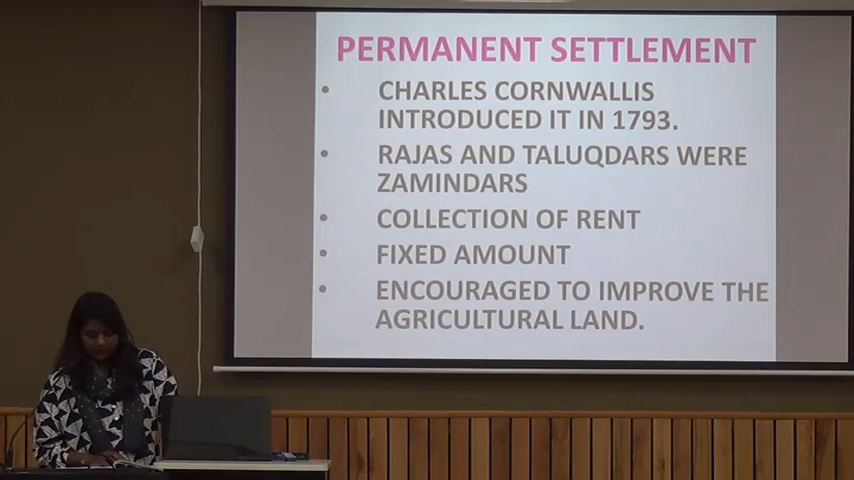 PERMANENT SETTLEMENT
• CHARLES CORNWALLIS
INTRODUCED IT IN 1793.
• RAJAS AND TALUQDARS WERE
ZAMINDARS
• COLLECTION OF RENT
• FIXED AMOUNT
• ENCOURAGED TO IMPROVE THE
AGRICULTURAL LAND.